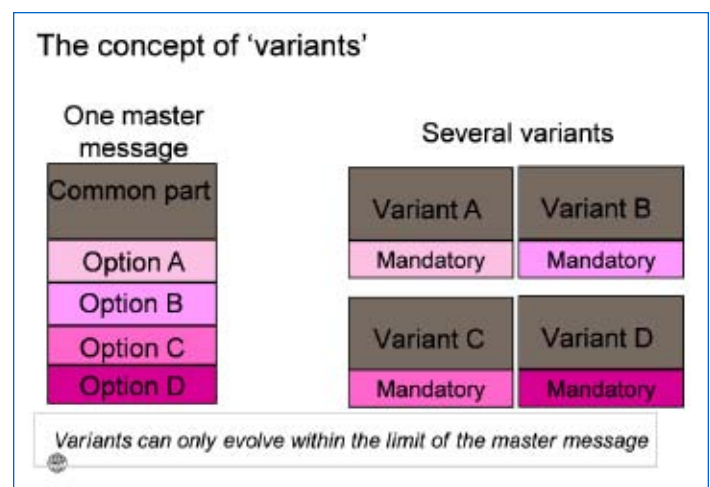 The concept of ‘variants’
One master
message
Common part
Option A
Option B
Option C
Option D
Several variants
Variant A
Mandatory
Variant B
Mandatory
Variant C
Mandatory
Variant D
Mandatory
Variants can only evolve within the limit of the master message